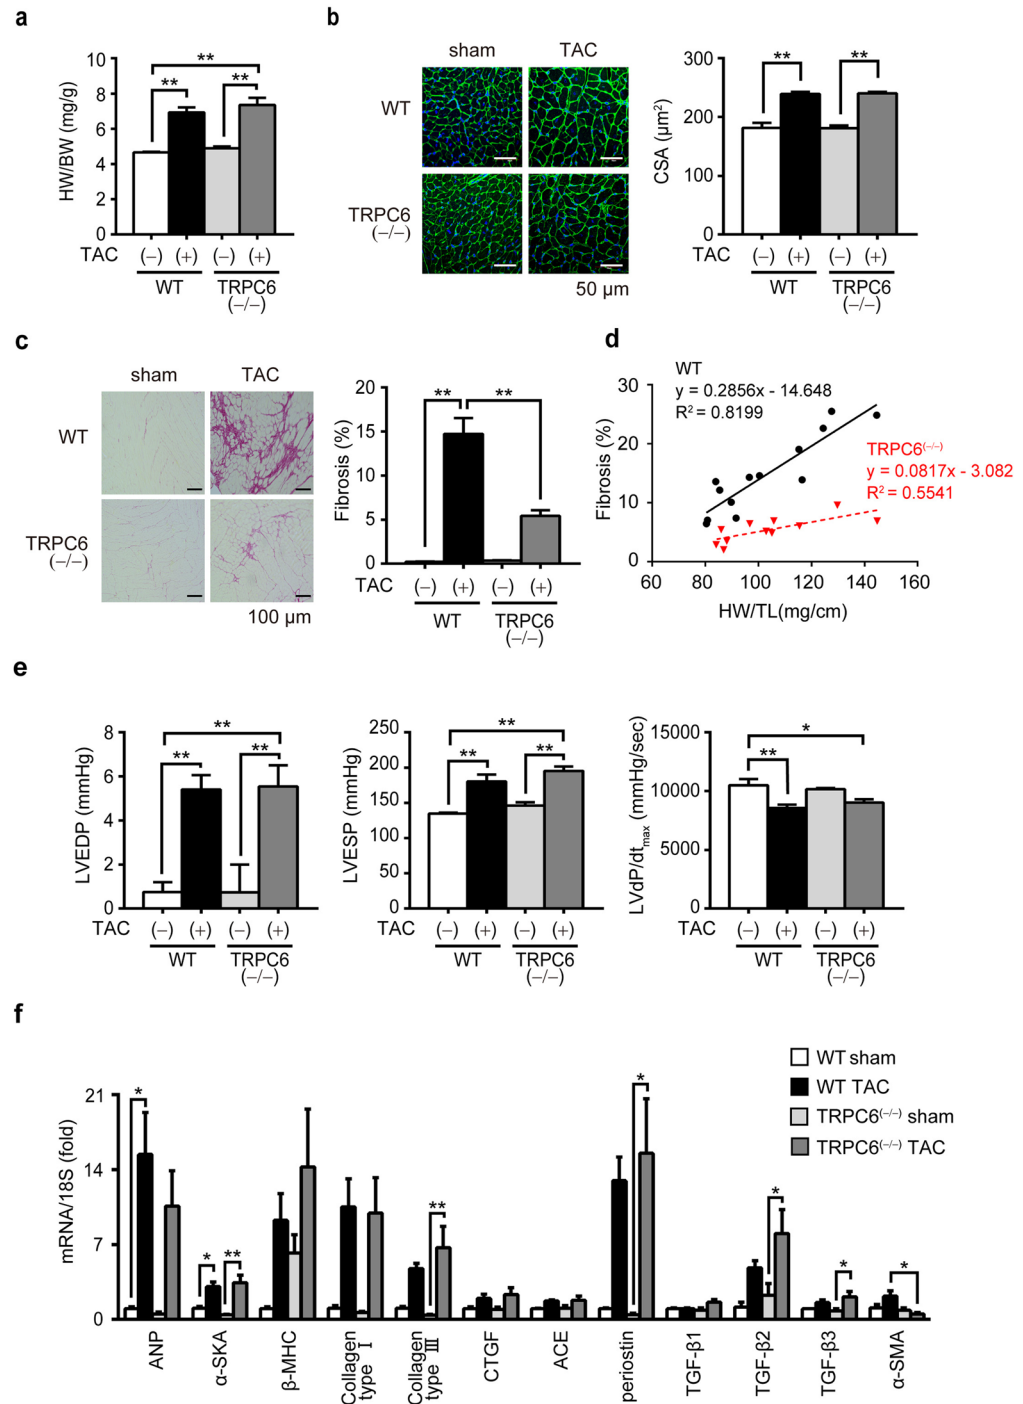 a
HW/BW (mg/g)
10
8
6
4
2
0
**
**
**
TAC (–) (+) (–) (+)
WT TRPC6
(–/–)
b
sham TAC
WT
TRPC6
(–/–)
50 µm
CSA (µm²)
300
200
100
0
** **
TAC (–) (+) (–) (+)
WT TRPC6
(–/–)
c
sham TAC
WT
TRPC6
(–/–)
100 µm
Fibrosis (%)
20
15
10
5
0
** **
TAC (–) (+) (–) (+)
WT TRPC6
(–/–)
d
WT
y = 0.2856x - 14.648
R² = 0.8199
TRPC6(–/–)
y = 0.0817x - 3.082
R² = 0.5541
Fibrosis (%)
30
20
10
0
60 80 100 120 140 160
HW/TL(mg/cm)
e
LVEDP (mmHg)
8
6
4
2
0
**
**
**
TAC (–) (+) (–) (+)
WT TRPC6
(–/–)
LVESP (mmHg)
250
200
150
100
50
0
**
**
**
TAC (–) (+) (–) (+)
WT TRPC6
(–/–)
LVdP/dtmax (mmHg/sec)
15000
10000
5000
0
*
**
TAC (–) (+) (–) (+)
WT TRPC6
(–/–)
f
WT sham
WT TAC
TRPC6(–/–) sham
TRPC6(–/–) TAC
mRNA/18S (fold)
21
14
7
0
*
*
**
**
*
*
*
*
ANP
α-SKA
β-MHC
Collagen
type I
Collagen
type III
CTGF
ACE
periostin
TGF-β1
TGF-β2
TGF-β3
α-SMA